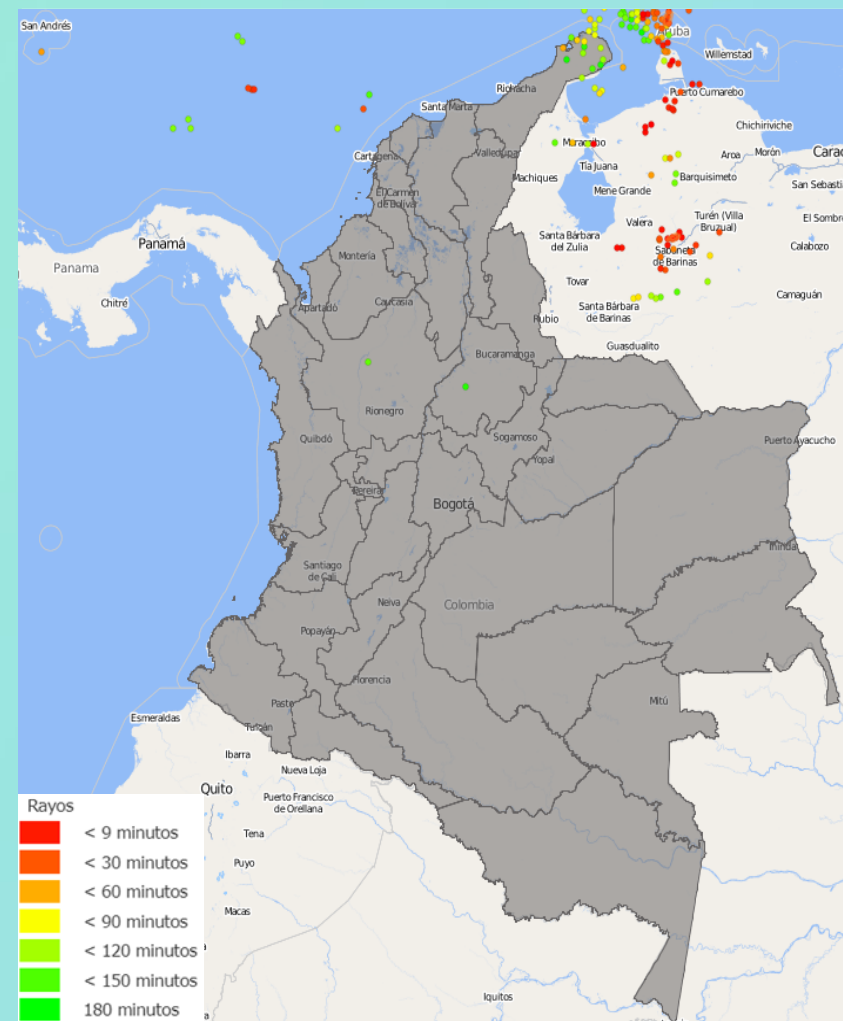 San Andrés
Aruba
Willemstad
Riohacha
Puerto Cumarebo
Santa Marta
Chichiriviche
Cartagena
Valledupar
Maracaibo
Aroa
Morón
Tía Juana
Machiques
Mene Grande
Barquisimeto
San Sebasti
El Carmen
de Bolívar
Turén (Villa
Bruzual)
El Sombre
Valera
Panamá
Santa Bárbara
del Zulia
Sabaneta
de Barinas
Calabozo
Panama
Montería
Tovar
Camaguán
Chitré
Caucasia
Apartadó
Santa Bárbara
de Barinas
Rubio
Guasdualito
Bucaramanga
Rionegro
Quibdó
Sogamoso
Puerto Ayacucho
Yopal
Pereira
Bogotá
Inírida
Santiago
de Cali
Neiva
Colombia
Popayán
Florencia
Mitú
Pasto
Esmeraldas
Tulcán
Ibarra
Nueva Loja
Quito
Puerto Francisco
de Orellana
Tena
Puyo
Macas
Iquitos
Rayos
< 9 minutos
< 30 minutos
< 60 minutos
< 90 minutos
< 120 minutos
< 150 minutos
180 minutos